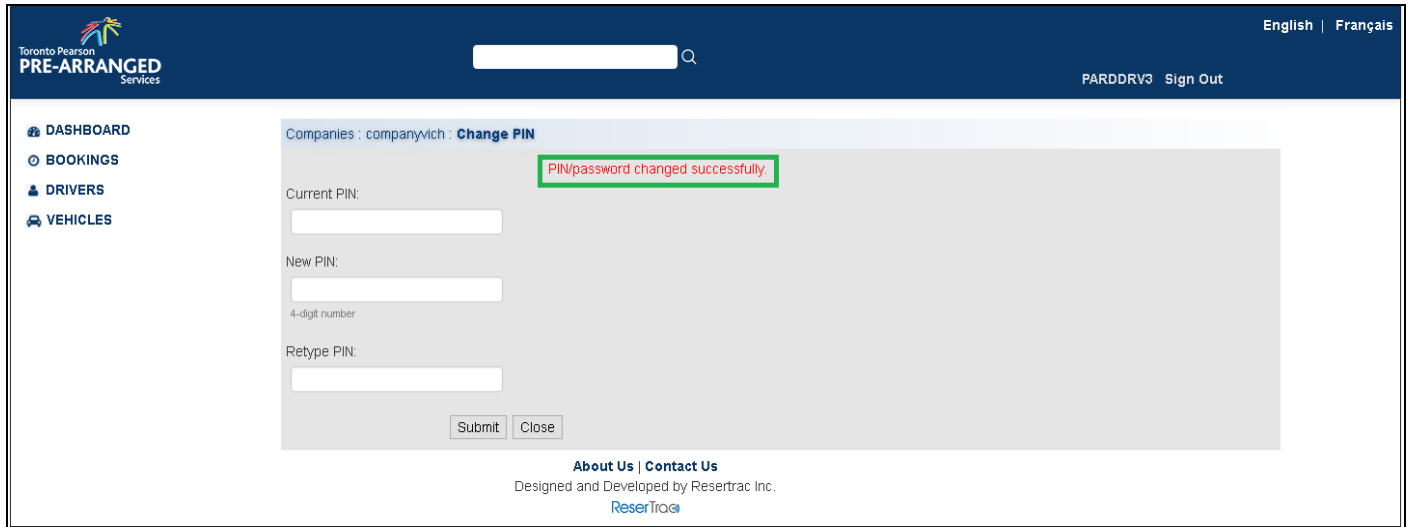 English | Français
Toronto Pearson
PRE-ARRANGED
Services
PARDDRV3 Sign Out
DASHBOARD
BOOKINGS
DRIVERS
VEHICLES
Companies : companyvich : Change PIN
PIN/password changed successfully.
Current PIN:
New PIN:
4-digit number
Retype PIN:
Submit Close
About Us | Contact Us
Designed and Developed by Resertrac Inc.
ReserTrac